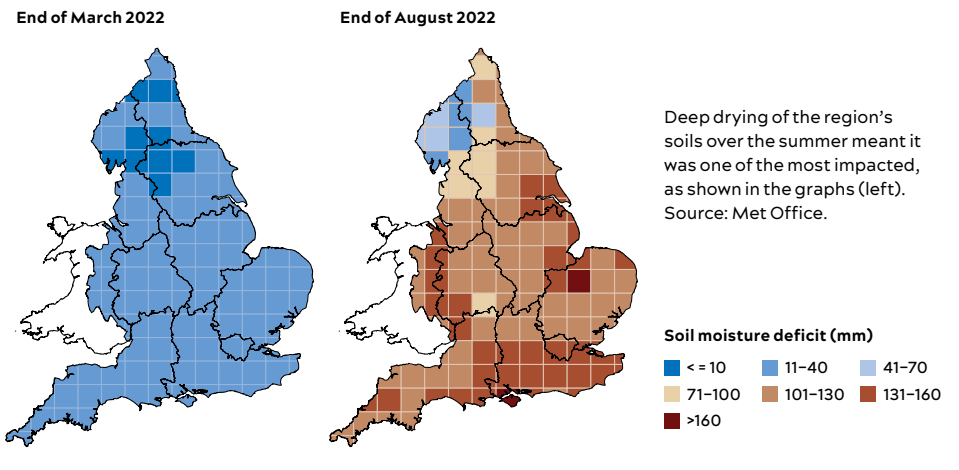 End of March 2022
End of August 2022
Deep drying of the region's
soils over the summer meant it
was one of the most impacted,
as shown in the graphs (left).
Source: Met Office.
Soil moisture deficit (mm)
< = 10
11–40
41–70
71–100
101–130
131–160
>160